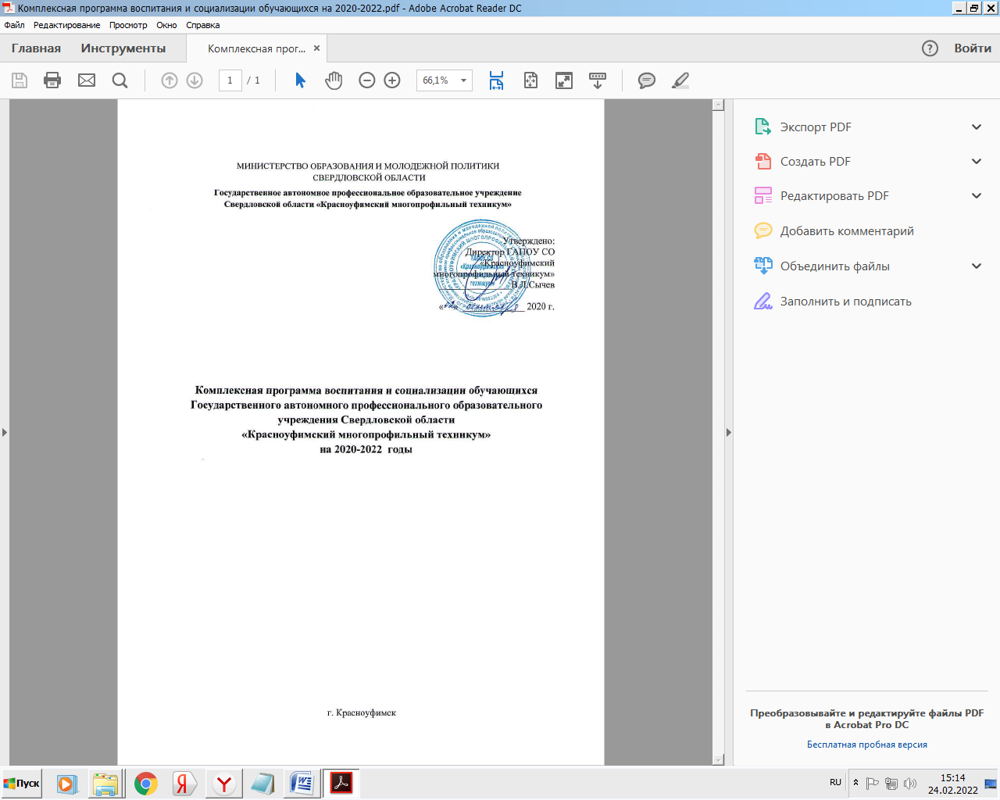 Комплексная программа воспитания и социализации обучающихся на 2020-2022.pdf - Adobe Acrobat Reader DC
Файл Редактирование Просмотр Окно Справка
Главная Инструменты Комплексная прог... × Войти
1 / 1 66,1%
МИНИСТЕРСТВО ОБРАЗОВАНИЯ И МОЛОДЕЖНОЙ ПОЛИТИКИ
СВЕРДЛОВСКОЙ ОБЛАСТИ
Государственное автономное профессиональное образовательное учреждение
Свердловской области «Красноуфимский многопрофильный техникум»
Утверждено:
Директор ГАПОУ СО
«Красноуфимский
многопрофильный техникум»
В.Л.Сычев
2020 г.
ГАПОУ СО
«Красноуфимский
техникум»
Комплексная программа воспитания и социализации обучающихся
Государственного автономного профессионального образовательного
учреждения Свердловской области
«Красноуфимский многопрофильный техникум»
на 2020-2022 годы
г. Красноуфимск
Экспорт PDF
Создать PDF
Редактировать PDF
Добавить комментарий
Объединить файлы
Заполнить и подписать
Преобразовывайте и редактируйте файлы PDF
в Acrobat Pro DC
Бесплатная пробная версия
Пуск
RU
15:14
24.02.2022